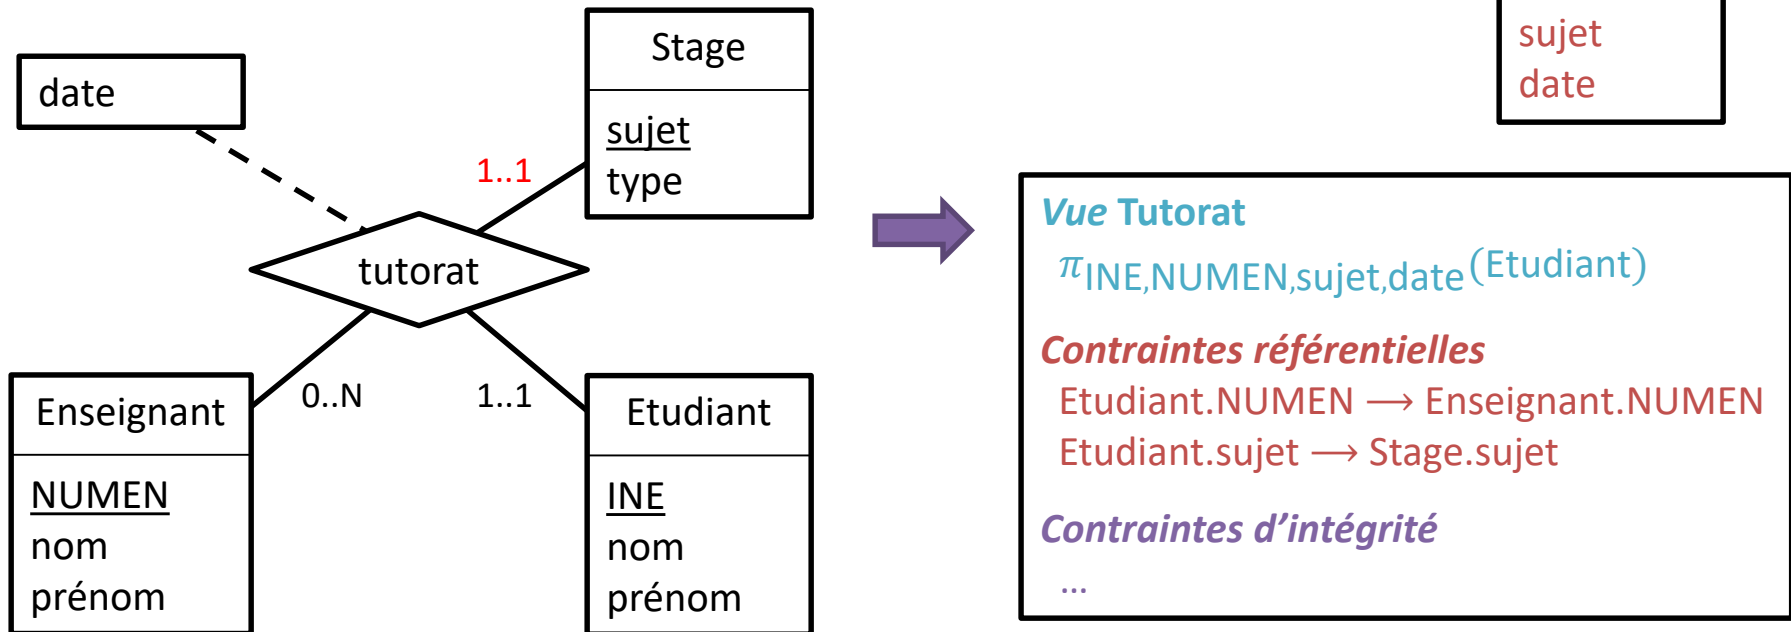 date
Stage
sujet
type
1..1
tutorat
0..N
1..1
Enseignant
NUMEN
nom
prénom
Etudiant
INE
nom
prénom
sujet
date
Vue Tutorat
π INE,NUMEN,sujet,date (Etudiant)
Contraintes référentielles
Etudiant.NUMEN → Enseignant.NUMEN
Etudiant.sujet → Stage.sujet
Contraintes d’intégrité
...